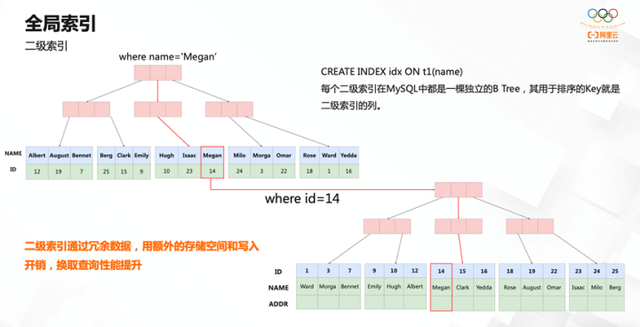 全局索引
阿里云
二级索引
where name='Megan'
CREATE INDEX idx ON t1(name)
每个二级索引在MySQL中都是一棵独立的B Tree，其用于排序的Key就是
二级索引的列。
NAME Albert August Bennet Berg Clark Emily Hugh Isaac Megan Milo Morga Omar Rose Ward Yedda
ID 12 19 7 25 15 9 10 23 14 24 3 22 18 1 16
where id=14
二级索引通过冗余数据，用额外的存储空间和写入
开销，换取查询性能提升
ID 1 3 7 9 10 12 14 15 16 18 19 22 23 24 25
NAME Ward Morga Bennet Emily Hugh Albert Megan Clark Yedda Rose August Omar Isaac Milo Berg
ADDR